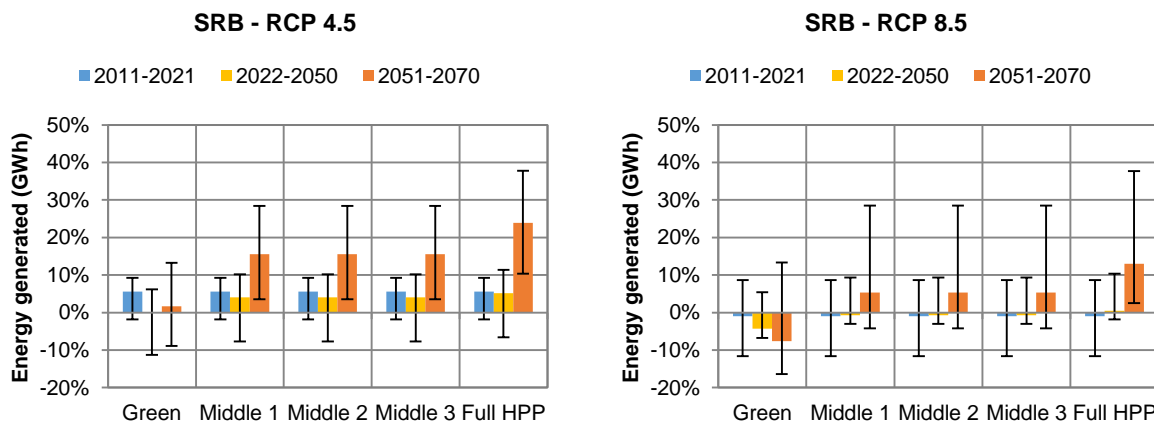 SRB - RCP 4.5
2011-2021 2022-2050 2051-2070
Energy generated (GWh)
50%
40%
30%
20%
10%
0%
-10%
-20%
Green Middle 1 Middle 2 Middle 3 Full HPP
SRB - RCP 8.5
2011-2021 2022-2050 2051-2070
Energy generated (GWh)
50%
40%
30%
20%
10%
0%
-10%
-20%
Green Middle 1 Middle 2 Middle 3 Full HPP